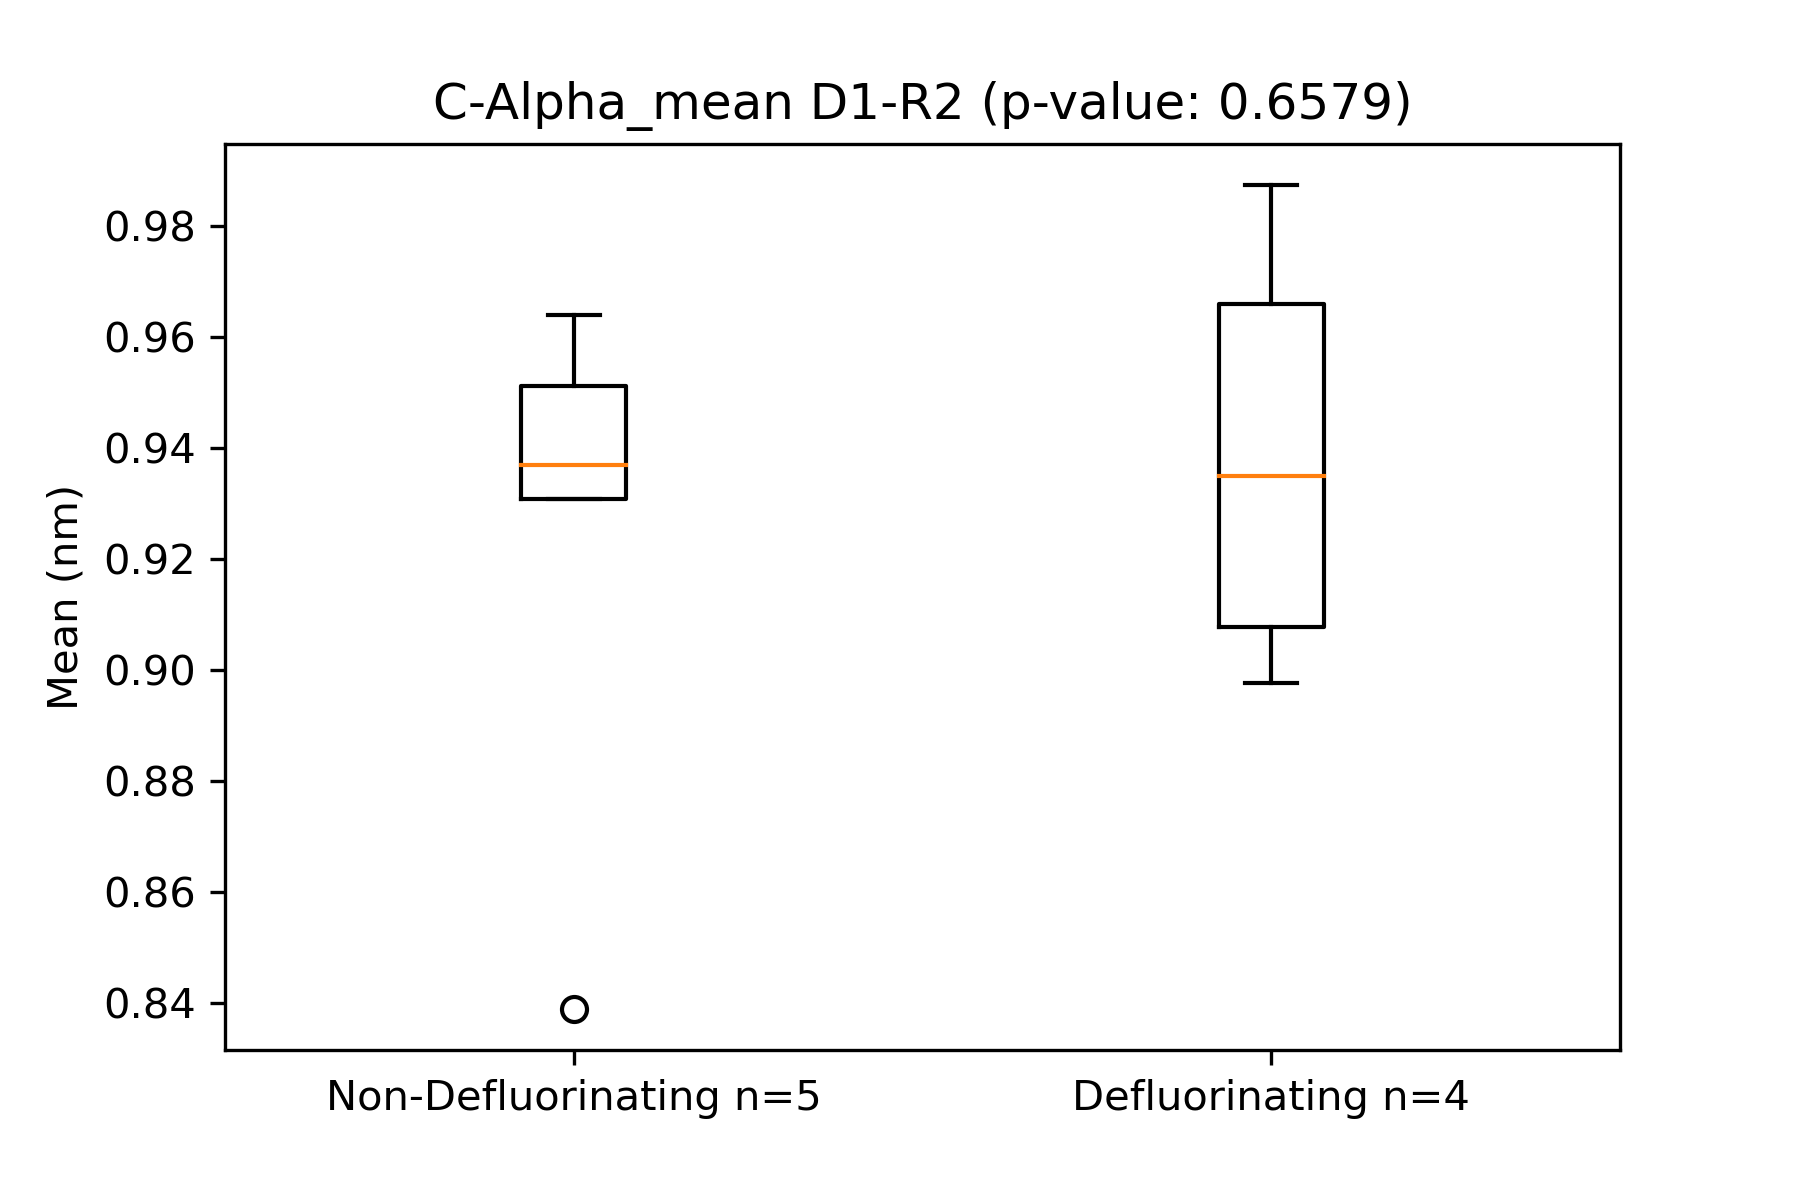 C-Alpha_mean D1-R2 (p-value: 0.6579)
Mean (nm)
0.98
0.96
0.94
0.92
0.90
0.88
0.86
0.84
Non-Defluorinating n=5
Defluorinating n=4